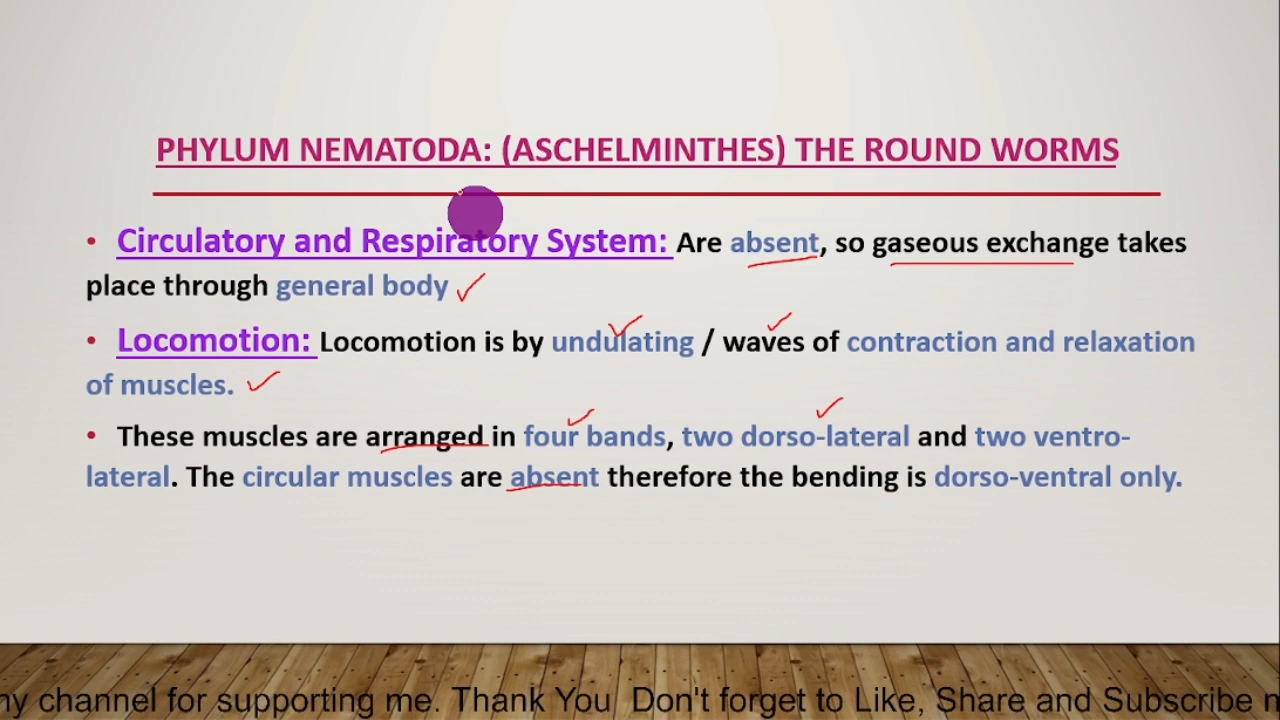 PHYLUM NEMATODA: (ASCHELMINTHES) THE ROUND WORMS
• Circulatory and Respiratory System: Are absent, so gaseous exchange takes
place through general body
• Locomotion: Locomotion is by undulating / waves of contraction and relaxation
of muscles.
• These muscles are arranged in four bands, two dorso-lateral and two ventro-
lateral. The circular muscles are absent therefore the bending is dorso-ventral only.
channel for supporting me. Thank You Don't forget to Like, Share and Subscribe